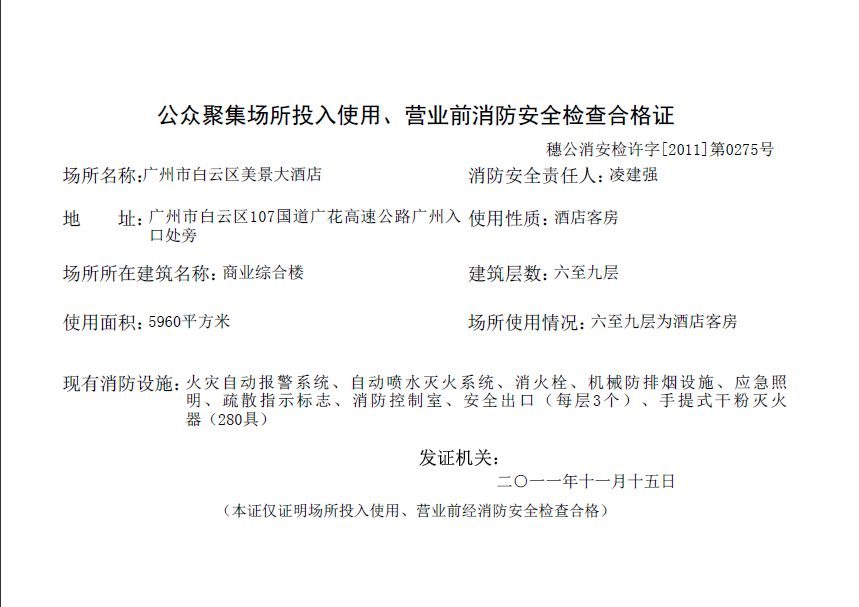 公众聚集场所投入使用、营业前消防安全检查合格证
穗公消安检许字[2011]第0275号
场所名称:广州市白云区美景大酒店 消防安全责任人:凌建强
地 址:广州市白云区107国道广花高速公路广州入口处旁 使用性质:酒店客房
场所所在建筑名称:商业综合楼 建筑层数:六至九层
使用面积:5960平方米 场所使用情况:六至九层为酒店客房
现有消防设施:火灾自动报警系统、自动喷水灭火系统、消火栓、机械防排烟设施、应急照
明、疏散指示标志、消防控制室、安全出口（每层3个）、手提式干粉灭火
器（280具）
发证机关:
二〇一一年十一月十五日
（本证仅证明场所投入使用、营业前经消防安全检查合格）